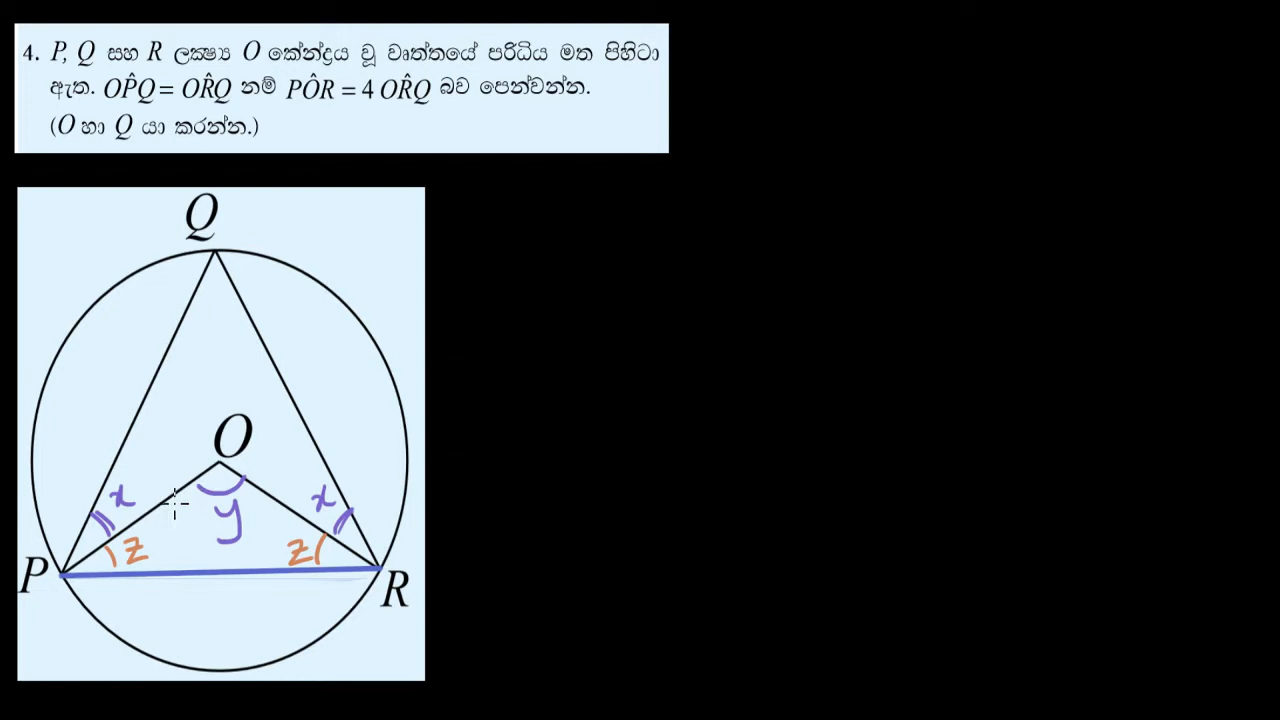 4. P, Q සහ R ලක්‍ෂ්‍ය O කේන්ද්‍රය වූ වෘත්තයේ පරිධිය මත පිහිටා
ඇත. OP̂Q = OR̂Q නම් PÔR = 4 OR̂Q බව පෙන්වන්න.
(O හා Q යා කරන්න.)
Q
O
x x
y
z z
P R